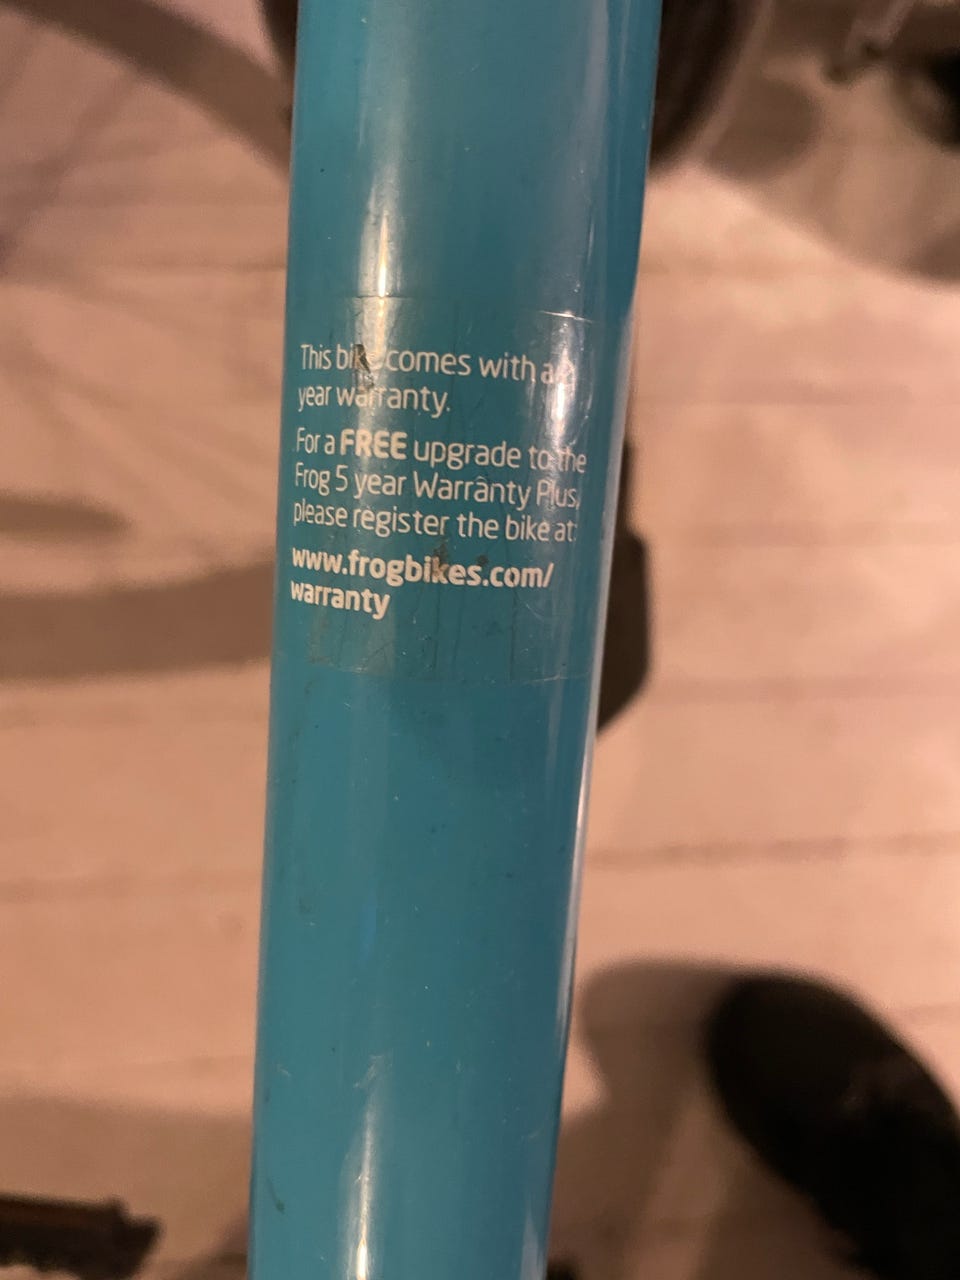 This bike comes with a
year warranty.
For a FREE upgrade to the
Frog 5 year Warranty Plus,
please register the bike at:
www.frogbikes.com/
warranty